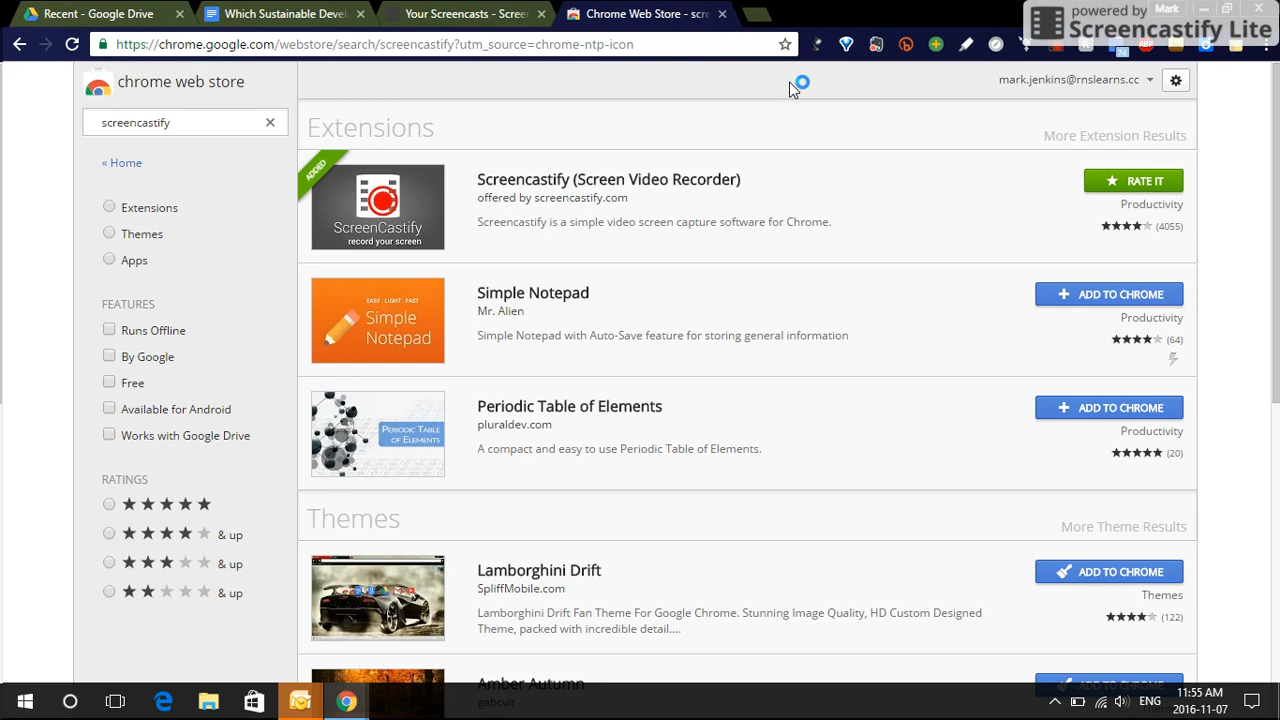 Recent - Google Drive
Which Sustainable Devel
Your Screencasts - Screen
Chrome Web Store - scre
Mark
powered by
Screencastify Lite
https://chrome.google.com/webstore/search/screencastify?utm_source=chrome-ntp-icon
7d
chrome web store
mark.jenkins@rnslearns.cc
screencastify
« Home
Extensions
Themes
Apps
FEATURES
Runs Offline
By Google
Free
Available for Android
Works with Google Drive
RATINGS
& up
& up
& up
Extensions
More Extension Results
ADDED
ScreenCastify
record your screen
Screencastify (Screen Video Recorder)
offered by screencastify.com
Screencastify is a simple video screen capture software for Chrome.
RATE IT
Productivity
(4055)
EASY . LIGHT . FAST
Simple
Notepad
Simple Notepad
Mr. Alien
Simple Notepad with Auto-Save feature for storing general information
ADD TO CHROME
Productivity
(64)
PERIODIC TABLE
OF ELEMENTS
Periodic Table of Elements
pluraldev.com
A compact and easy to use Periodic Table of Elements.
ADD TO CHROME
Productivity
(20)
Themes
More Theme Results
Lamborghini Drift
SpliffMobile.com
Lamborghini Drift Fan Theme For Google Chrome. Stunning Image Quality, HD Custom Designed
Theme, packed with incredible detail....
ADD TO CHROME
Themes
(122)
Amber Autumn
gabcvit
ADD TO CHROME
ENG
11:55 AM
2016-11-07